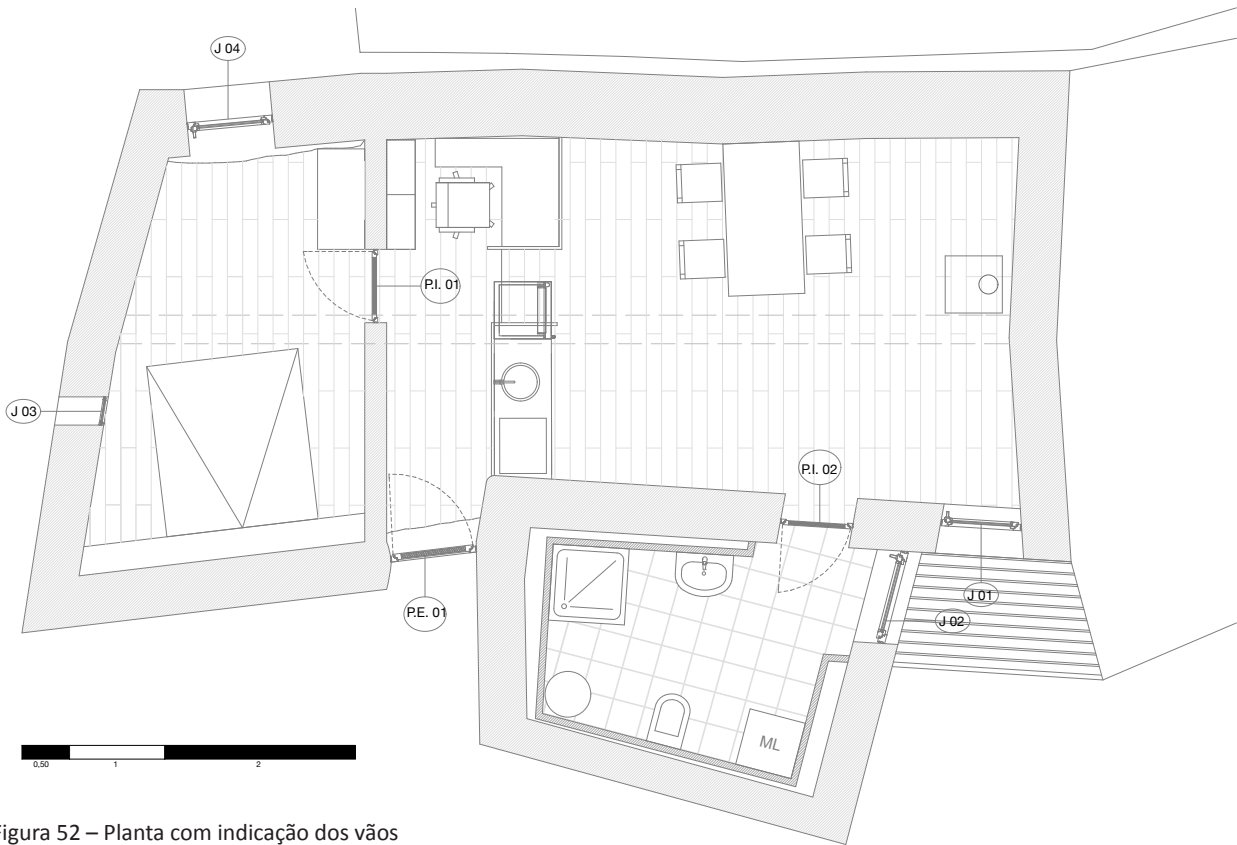 J 04
P.I. 01
J 03
P.I. 02
P.E. 01
J 01
J 02
ML
0,50 1 2
Figura 52 – Planta com indicação dos vãos